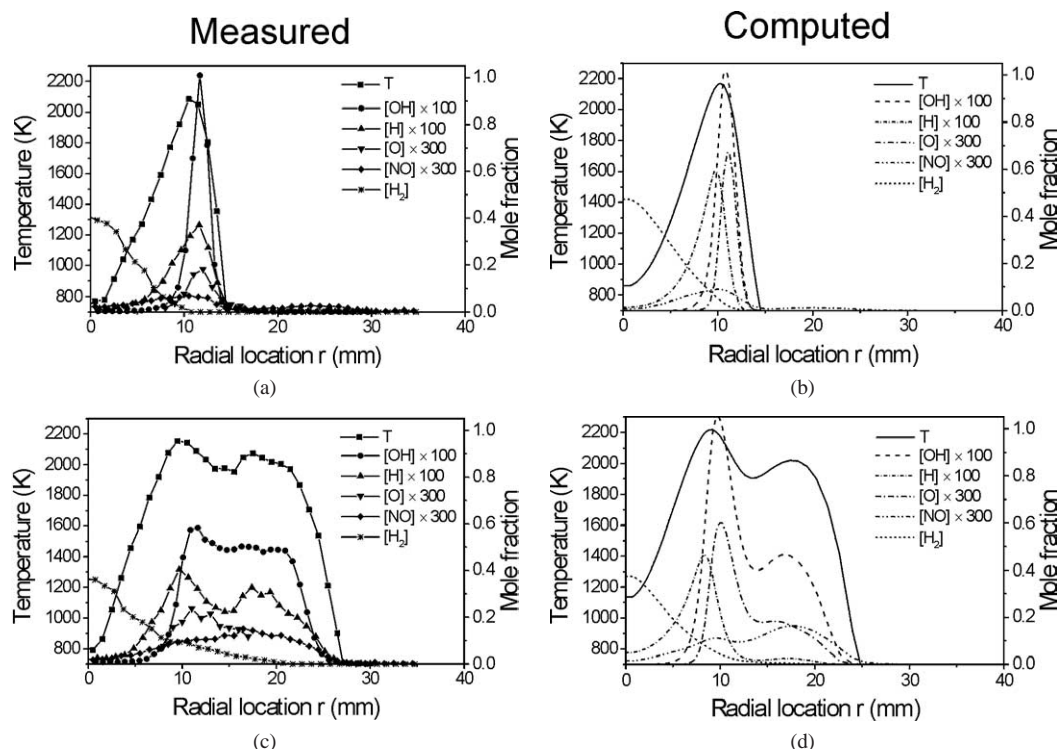 Measured
Computed
2200
2000
1800
1600
1400
1200
1000
800
Temperature (K)
1.0
0.8
0.6
0.4
0.2
0.0
Mole fraction
T
[OH] × 100
[H] × 100
[O] × 300
[NO] × 300
[H₂]
0 10 20 30 40
Radial location r (mm)
(a)
2200
2000
1800
1600
1400
1200
1000
800
Temperature (K)
1.0
0.8
0.6
0.4
0.2
0.0
Mole fraction
T
[OH] × 100
[H] × 100
[O] × 300
[NO] × 300
[H₂]
0 10 20 30 40
Radial location r (mm)
(b)
2200
2000
1800
1600
1400
1200
1000
800
Temperature (K)
1.0
0.8
0.6
0.4
0.2
0.0
Mole fraction
T
[OH] × 100
[H] × 100
[O] × 300
[NO] × 300
[H₂]
0 10 20 30 40
Radial location r (mm)
(c)
2200
2000
1800
1600
1400
1200
1000
800
Temperature (K)
1.0
0.8
0.6
0.4
0.2
0.0
Mole fraction
T
[OH] × 100
[H] × 100
[O] × 300
[NO] × 300
[H₂]
0 10 20 30 40
Radial location r (mm)
(d)